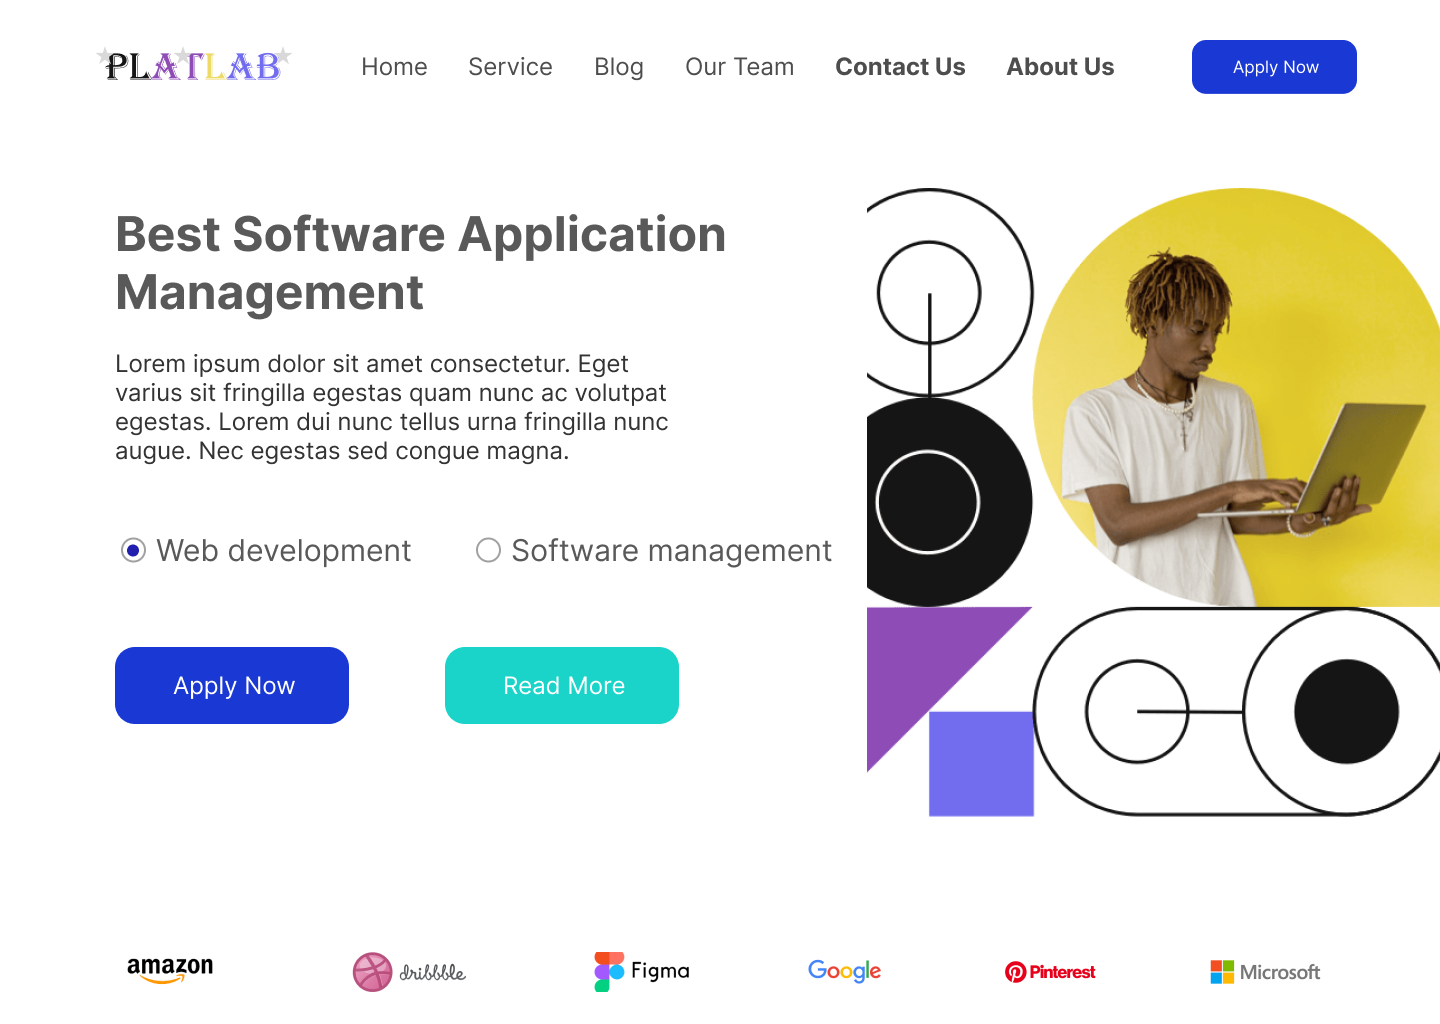 PLATLAB
Home Service Blog Our Team Contact Us About Us Apply Now
Best Software Application
Management
Lorem ipsum dolor sit amet consectetur. Eget
varius sit fringilla egestas quam nunc ac volutpat
egestas. Lorem dui nunc tellus urna fringilla nunc
augue. Nec egestas sed congue magna.
Web development Software management
Apply Now Read More
amazon dribbble Figma Google Pinterest Microsoft